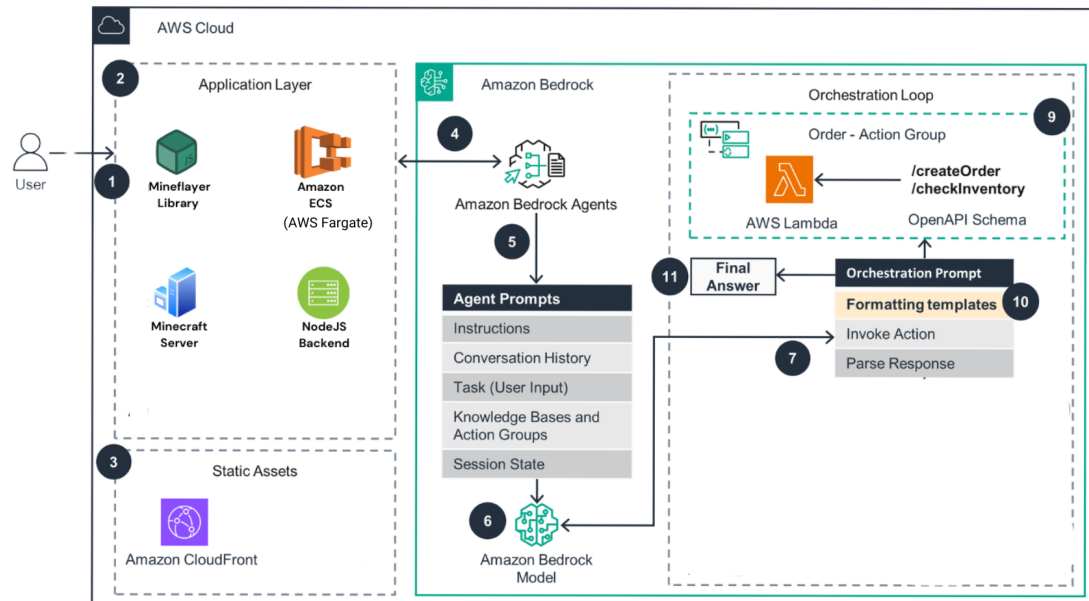 AWS Cloud
2
Application Layer
User
1
JS
Mineflayer
Library
Amazon
ECS
(AWS Fargate)
Minecraft
Server
NodeJS
Backend
3
Static Assets
Amazon CloudFront
Amazon Bedrock
4
Amazon Bedrock Agents
5
Agent Prompts
Instructions
Conversation History
Task (User Input)
Knowledge Bases and
Action Groups
Session State
6
Amazon Bedrock
Model
Orchestration Loop
9
Order - Action Group
/createOrder
/checkInventory
AWS Lambda
OpenAPI Schema
11
Final
Answer
Orchestration Prompt
Formatting templates
10
Invoke Action
7
Parse Response